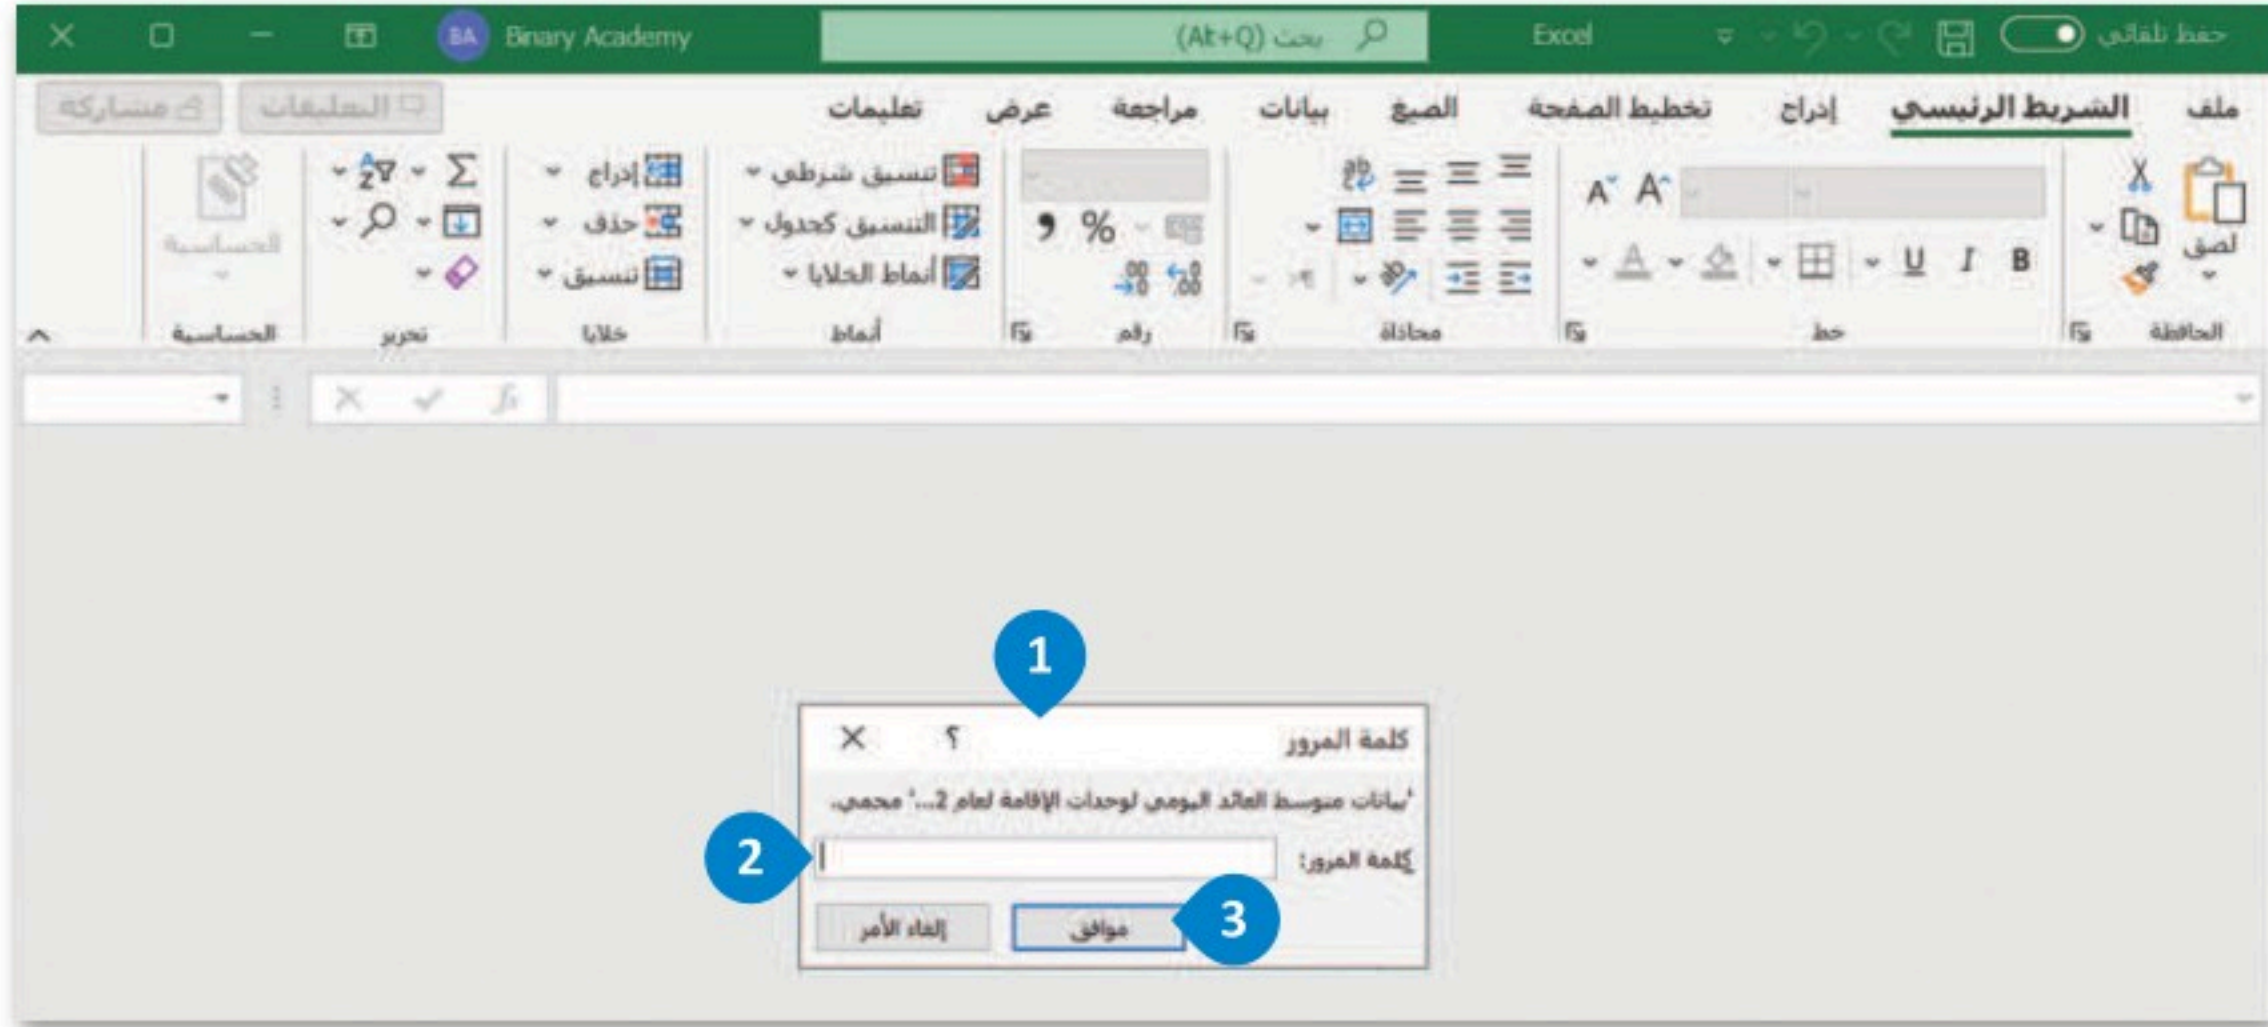 حفظ تلقائي Excel بحث (Alt+Q) Binary Academy BA
ملف الشريط الرئيسي إدراج تخطيط الصفحة الصيغ بيانات مراجعة عرض تعليمات التعليقات مشاركة
تنسيق شرطي إدراج
لصق B I U % التنسيق كجدول حذف الحساسية
أنماط الخلايا تنسيق
الحافظة خط محاذاة رقم أنماط خلايا تحرير الحساسية
fx
1
كلمة المرور ؟
'بيانات متوسط العائد اليومي لوحدات الإقامة لعام 2...' محمي.
كلمة المرور:
2
موافق إلغاء الأمر
3